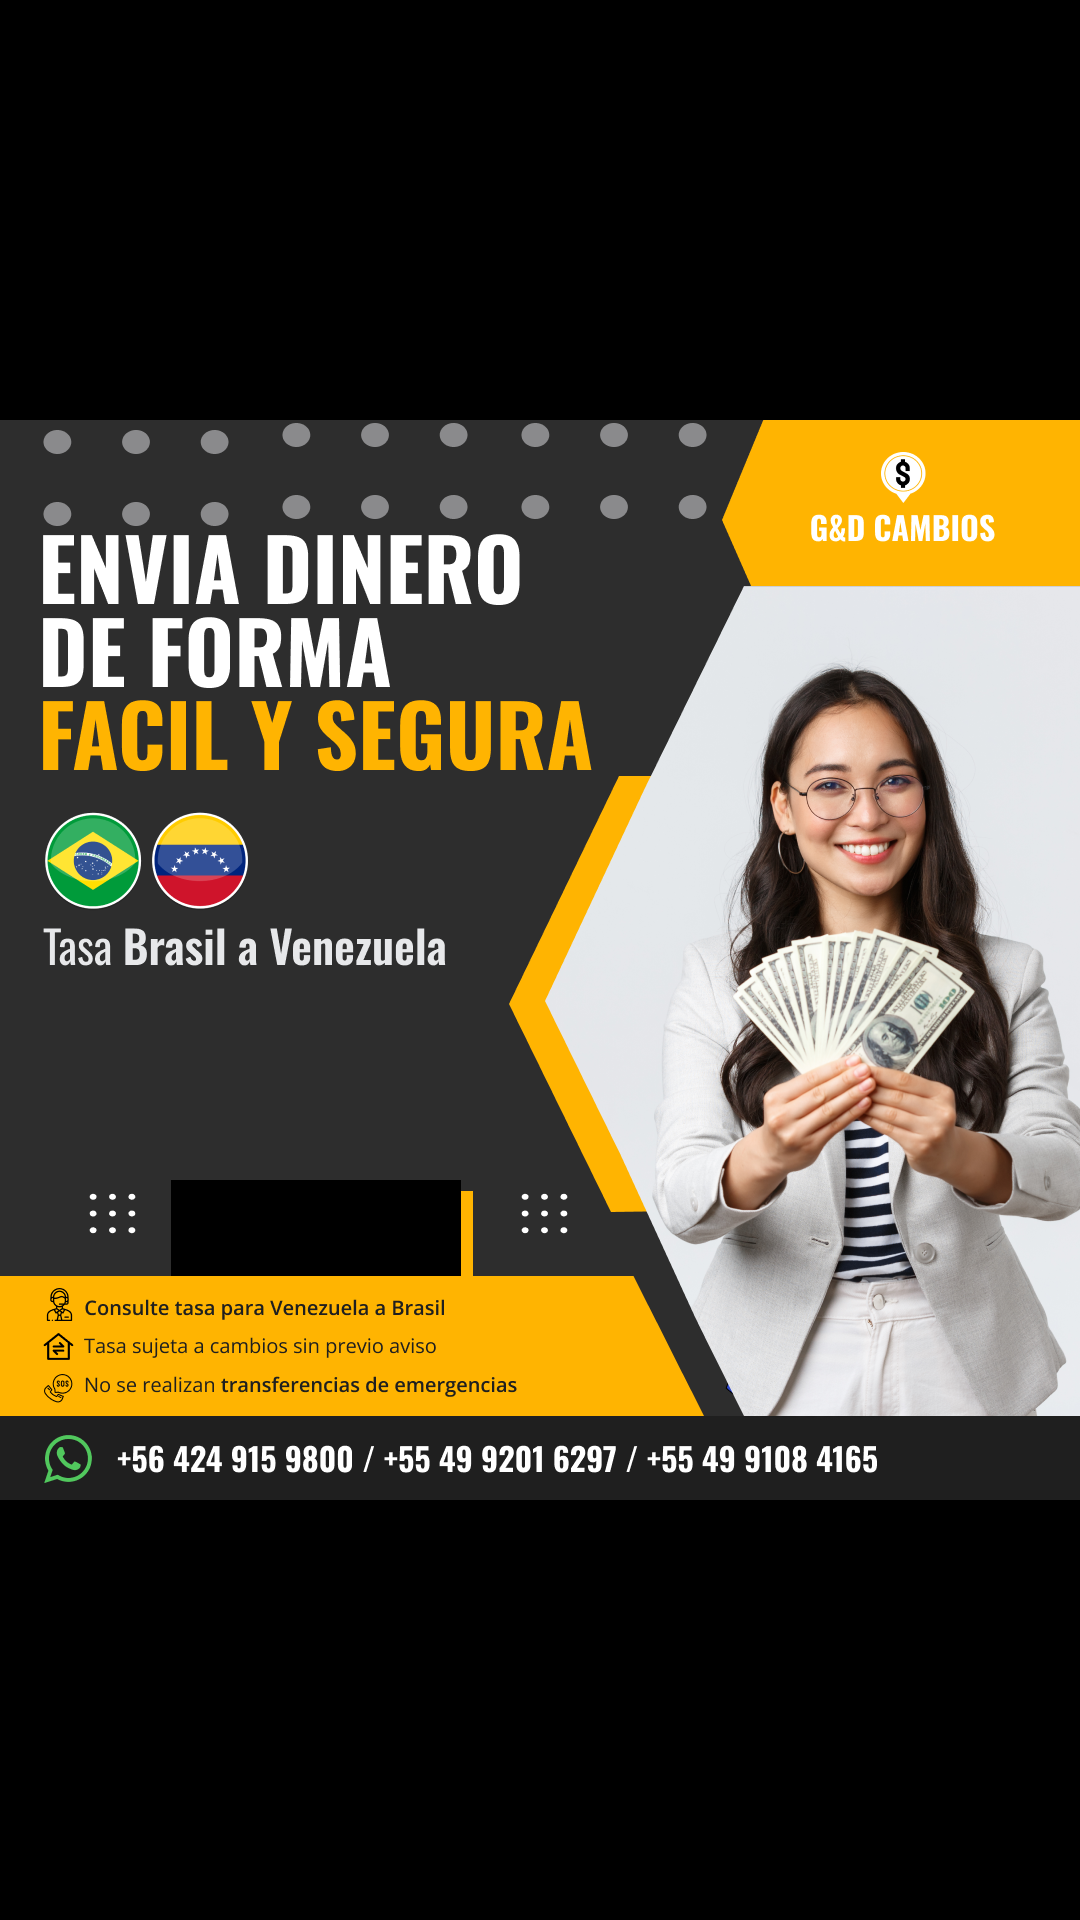 G&D CAMBIOS
ENVIA DINERO
DE FORMA
FACIL Y SEGURA
Tasa Brasil a Venezuela
Consulte tasa para Venezuela a Brasil
Tasa sujeta a cambios sin previo aviso
No se realizan transferencias de emergencias
+56 424 915 9800 / +55 49 9201 6297 / +55 49 9108 4165